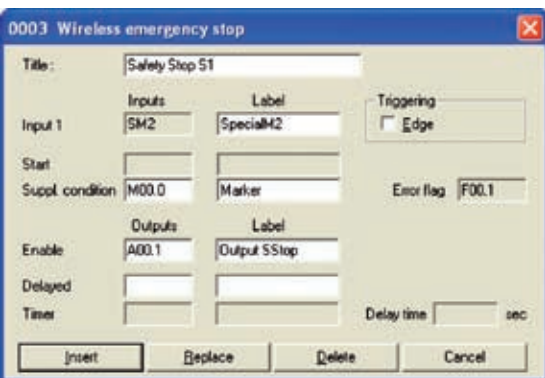 0003 Wireless emergency stop
Title : Safety Stop S1
Inputs Label Triggering
Input 1 SM2 SpecialM2 Edge
Start
Suppl. condition M00.0 Marker Error flag F00.1
Outputs Label
Enable A00.1 Output SStop
Delayed
Timer Delay time sec
Insert Replace Delete Cancel